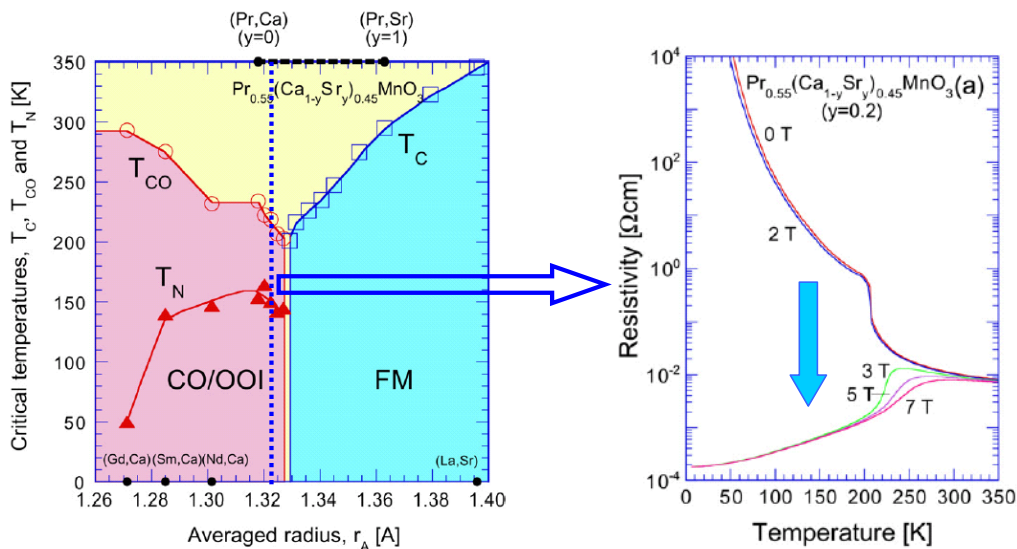 (Pr,Ca)
(y=0)
(Pr,Sr)
(y=1)
Pr0.55(Ca1-ySry)0.45MnO3
TC
TCO
TN
CO/OOI
FM
(Gd,Ca)(Sm,Ca)(Nd,Ca)
(La,Sr)
350
300
250
200
150
100
50
0
1.26 1.28 1.30 1.32 1.34 1.36 1.38 1.40
Critical temperatures, TC, TCO and TN [K]
Averaged radius, rA [A]
Pr0.55(Ca1-ySry)0.45MnO3(a)
(y=0.2)
0 T
2 T
3 T
5 T
7 T
10^4
10^2
10^0
10^-2
10^-4
0 50 100 150 200 250 300 350
Resistivity [Ωcm]
Temperature [K]